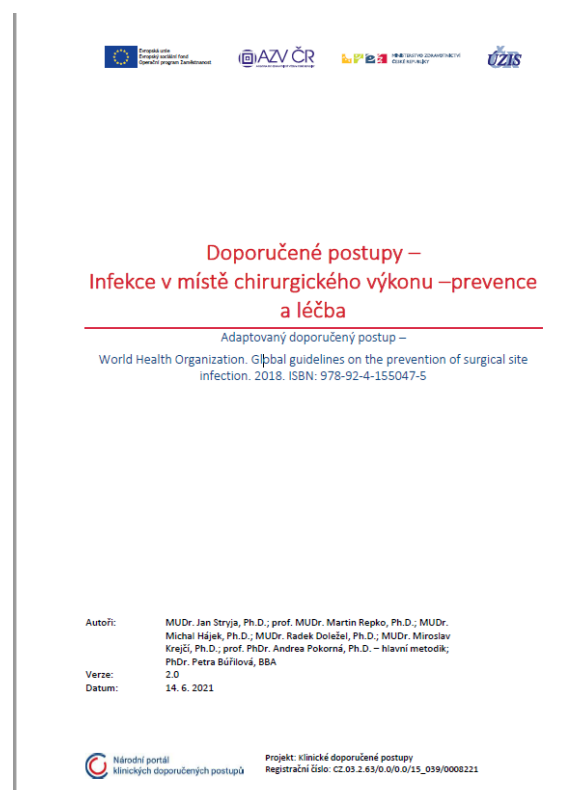 Evropská unie
Evropský sociální fond
Operační program Zaměstnanost
AZV ČR
MINISTERSTVO ZDRAVOTNICTVÍ
ČESKÉ REPUBLIKY
ÚZIS
Doporučené postupy –
Infekce v místě chirurgického výkonu –prevence
a léčba
Adaptovaný doporučený postup –
World Health Organization. Global guidelines on the prevention of surgical site
infection. 2018. ISBN: 978-92-4-155047-5
Autoři: MUDr. Jan Stryja, Ph.D.; prof. MUDr. Martin Repko, Ph.D.; MUDr.
Michal Hájek, Ph.D.; MUDr. Radek Doležel, Ph.D.; MUDr. Miroslav
Krejčí, Ph.D.; prof. PhDr. Andrea Pokorná, Ph.D. – hlavní metodik;
PhDr. Petra Búřilová, BBA
Verze: 2.0
Datum: 14. 6. 2021
Národní portál
klinických doporučených postupů
Projekt: Klinické doporučené postupy
Registrační číslo: CZ.03.2.63/0.0/0.0/15_039/0008221